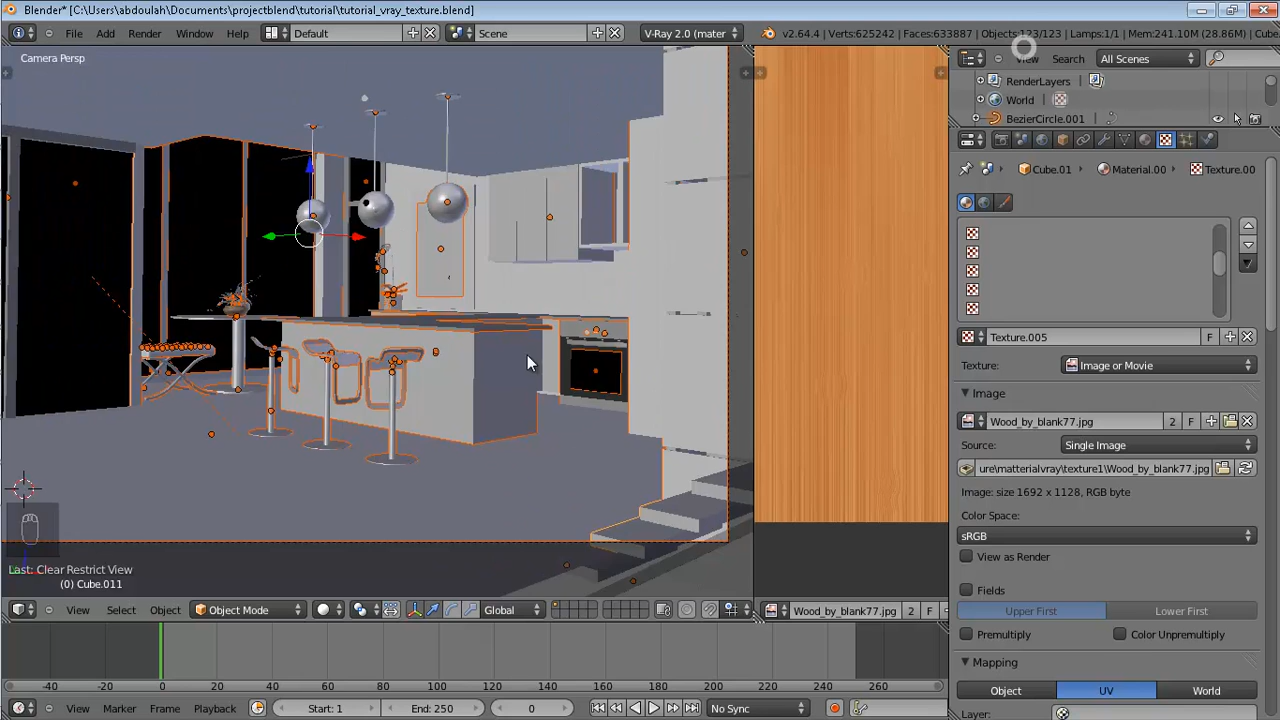 Blender* [C:\Users\abdoulah\Documents\projectblend\tutorial\tutorial_vray_texture.blend]
File Add Render Window Help Default Scene V-Ray 2.0 (mater v2.64.4 | Verts:625242 | Faces:633887 | Objects:123/123 | Lamps:1/1 | Mem:241.10M (28.86M) | Cube.
Camera Persp
View Search All Scenes
RenderLayers
World
BezierCircle.001
Cube.01 Material.00 Texture.00
Texture.005 F
Texture: Image or Movie
Image
Wood_by_blank77.jpg 2 F
Source: Single Image
ure\matterialvray\texture1\Wood_by_blank77.jpg
Image: size 1692 x 1128, RGB byte
Color Space:
sRGB
View as Render
Fields
Upper First Lower First
Premultiply Color Unpremultiply
Mapping
Object UV World
Layer:
Last: Clear Restrict View
(0) Cube.011
View Select Object Object Mode Global
Wood_by_blank77.jpg 2 F
-40 -20 0 20 40 60 80 100 120 140 160 180 200 220 240 260
View Marker Frame Playback Start: 1 End: 250 0 No Sync